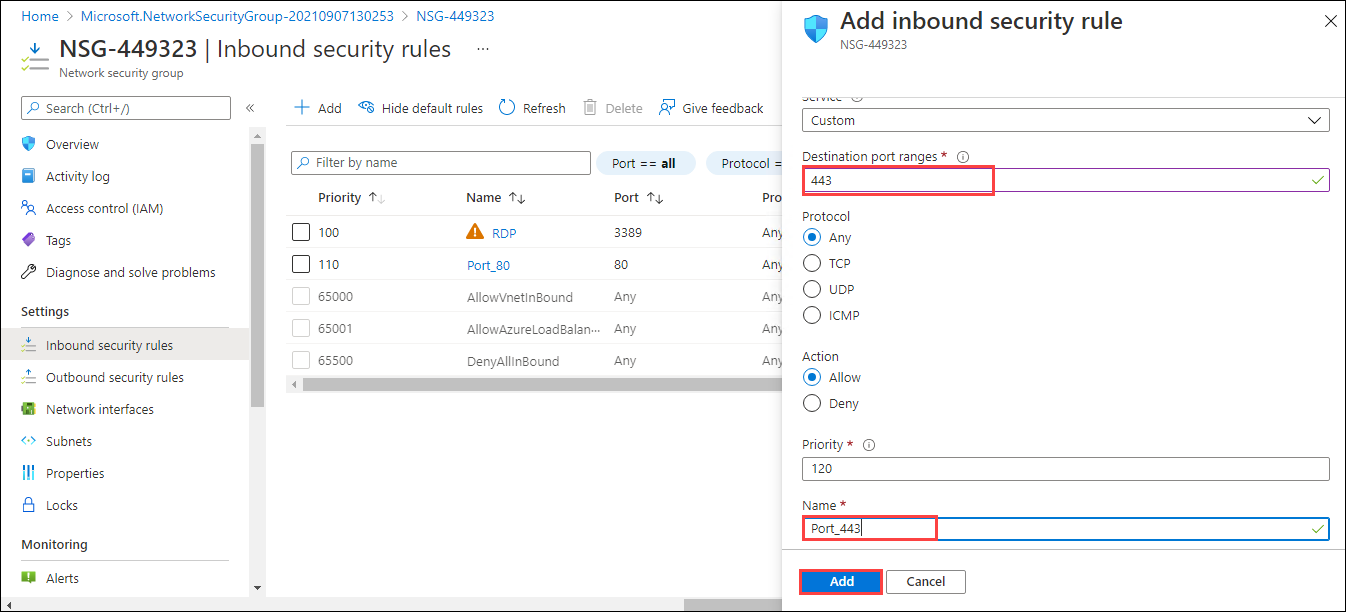 Home > Microsoft.NetworkSecurityGroup-20210907130253 > NSG-449323
NSG-449323 | Inbound security rules ...
Network security group
Search (Ctrl+/)
«
Overview
Activity log
Access control (IAM)
Tags
Diagnose and solve problems
Settings
Inbound security rules
Outbound security rules
Network interfaces
Subnets
Properties
Locks
Monitoring
Alerts
Add Hide default rules Refresh Delete Give feedback
Filter by name Port == all Protocol =
Priority ↑↓ Name ↑↓ Port ↑↓ Pro
100 RDP 3389 Any
110 Port_80 80 Any
65000 AllowVnetInBound Any Any
65001 AllowAzureLoadBalan··· Any Any
65500 DenyAllInBound Any Any
Add inbound security rule
NSG-449323
Service
Custom
Destination port ranges *
443
Protocol
Any
TCP
UDP
ICMP
Action
Allow
Deny
Priority *
120
Name *
Port_443
Add Cancel